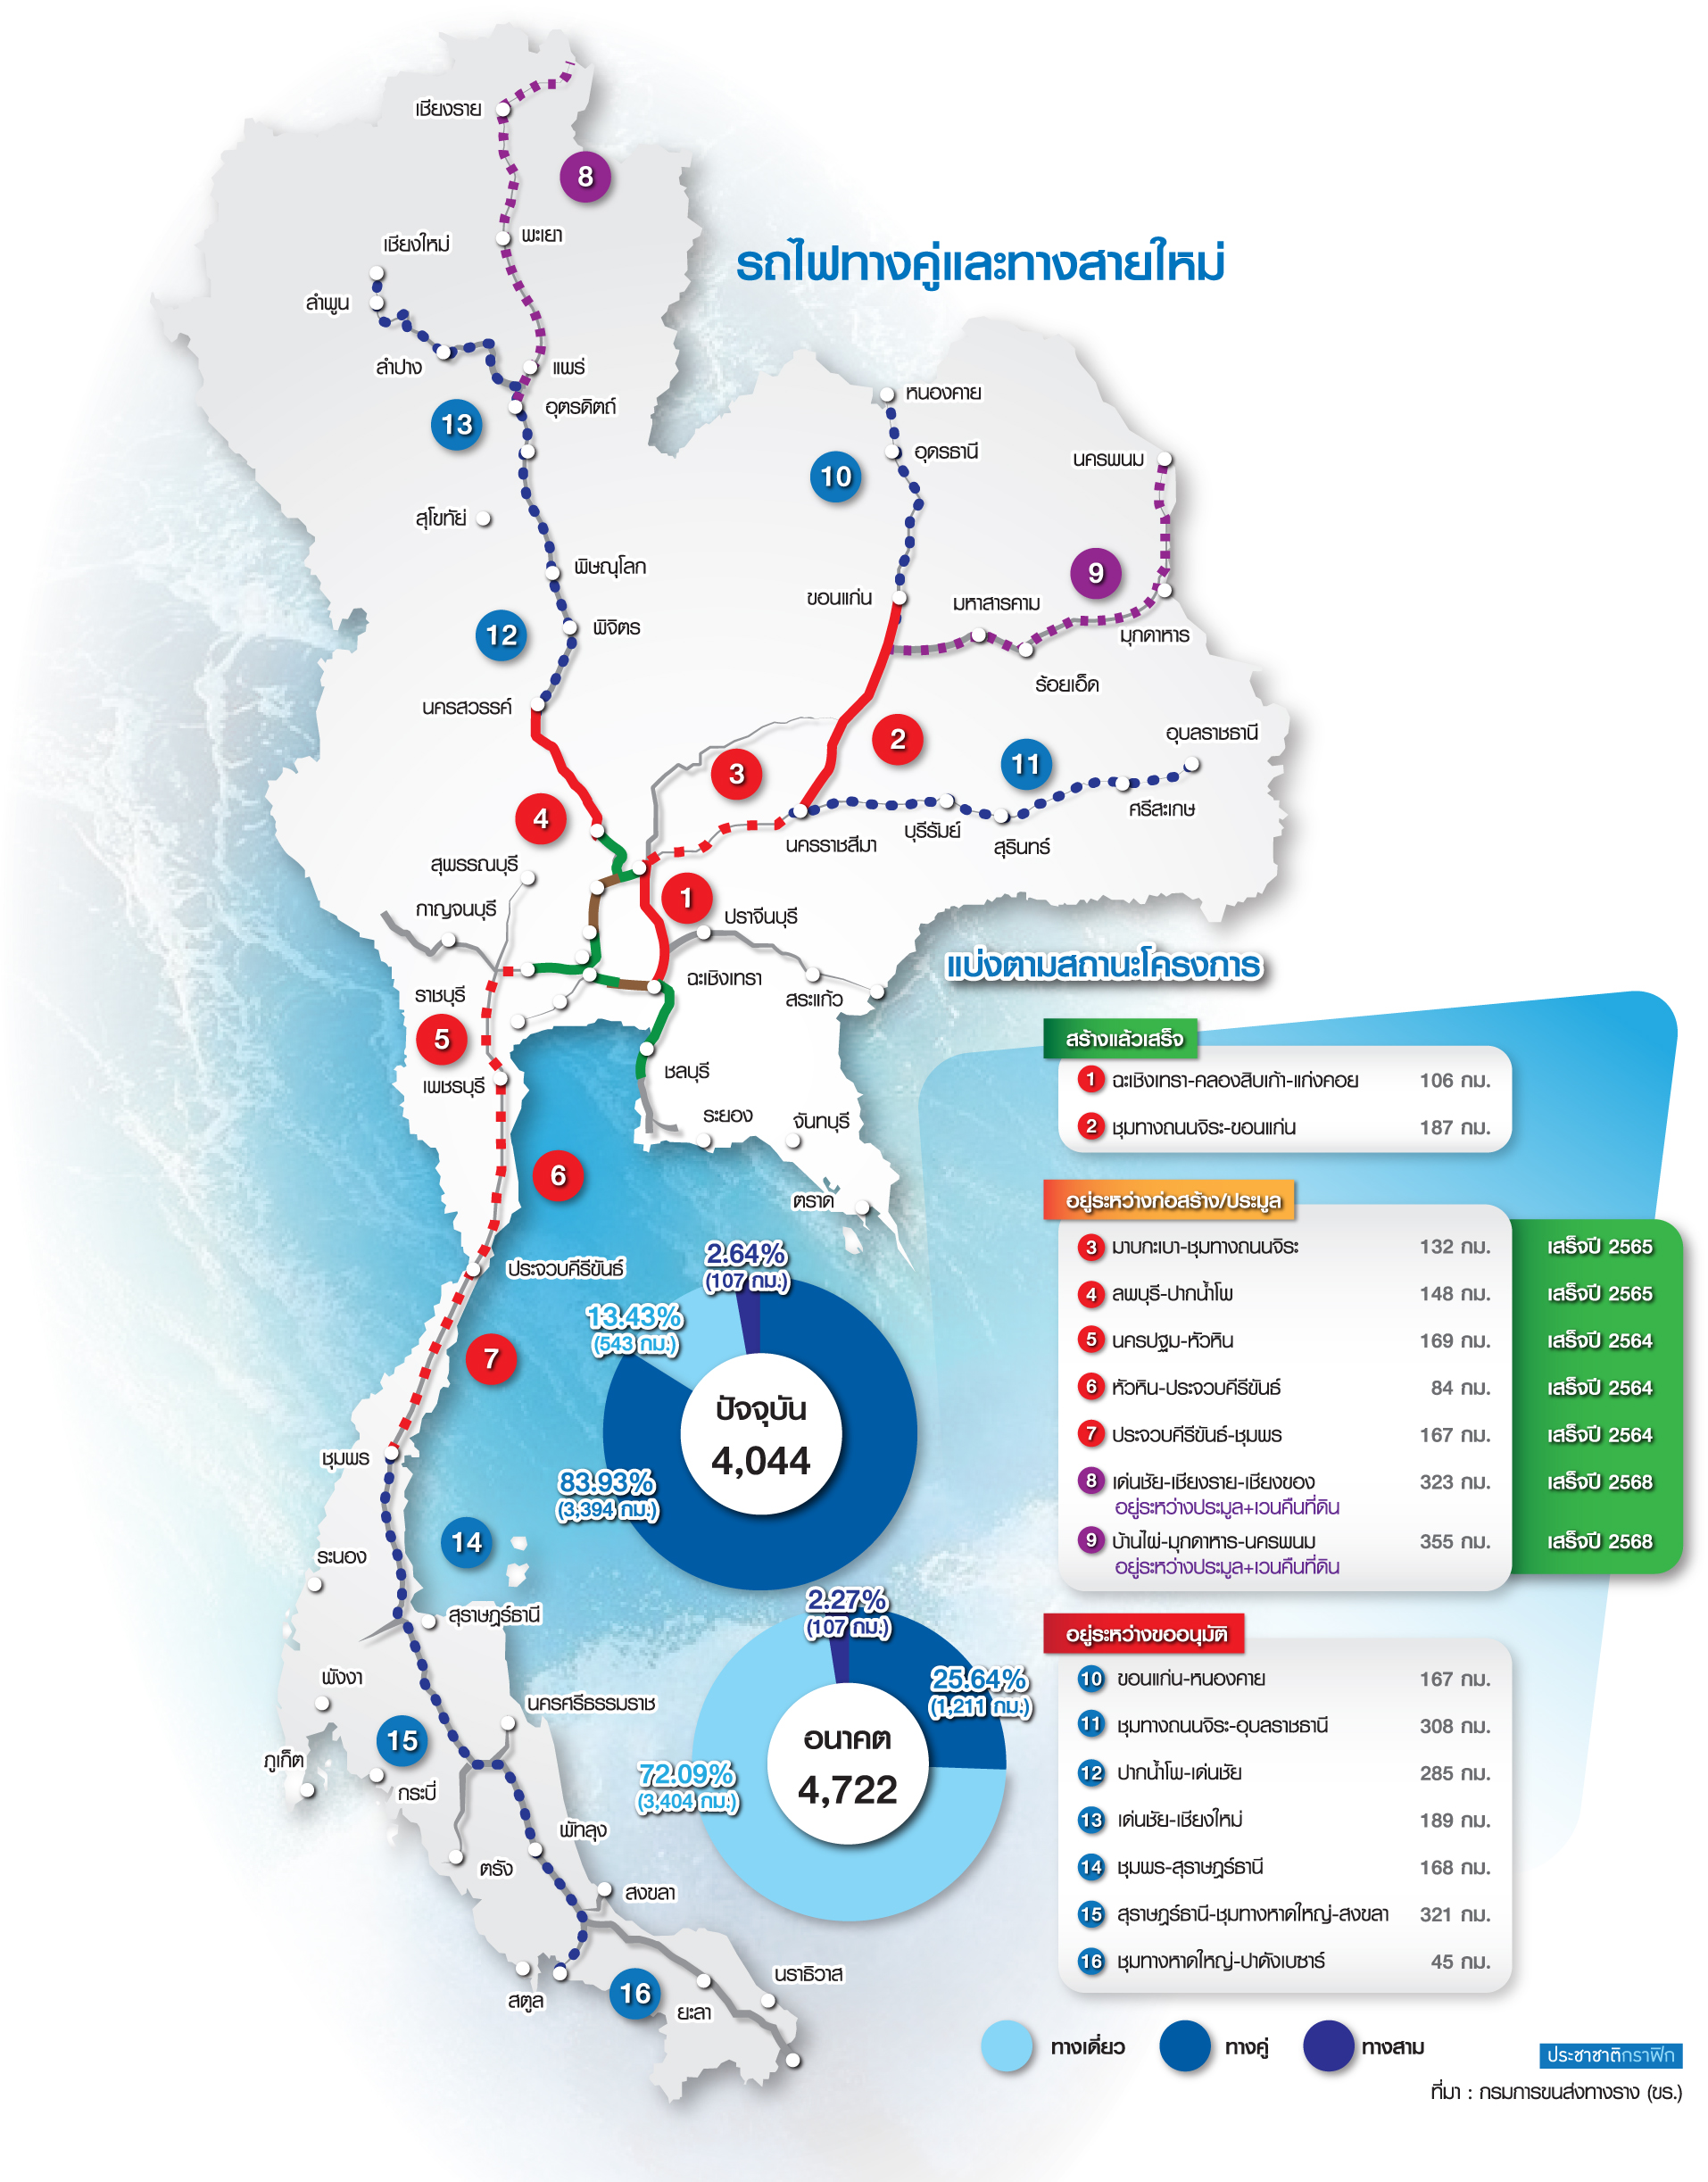 รถไฟทางคู่และทางสายใหม่
เชียงราย
8
พะเยา
เชียงใหม่
ลำพูน
ลำปาง
แพร่
อุตรดิตถ์
13
หนองคาย
อุดรธานี
10
นครพนม
สุโขทัย
พิษณุโลก
9
ขอนแก่น
มหาสารคาม
12
พิจิตร
มุกดาหาร
ร้อยเอ็ด
นครสวรรค์
2
อุบลราชธานี
3
11
4
ศรีสะเกษ
บุรีรัมย์
นครราชสีมา
สุรินทร์
สุพรรณบุรี
1
กาญจนบุรี
ปราจีนบุรี
ฉะเชิงเทรา
ราชบุรี
สระแก้ว
5
เพชรบุรี
ชลบุรี
ระยอง
จันทบุรี
6
ตราด
ประจวบคีรีขันธ์
7
ชุมพร
14
ระนอง
สุราษฎร์ธานี
พังงา
นครศรีธรรมราช
15
ภูเก็ต
กระบี่
พัทลุง
ตรัง
สงขลา
นราธิวาส
สตูล
16
ยะลา
2.64%
(107 กม.)
13.43%
(543 กม.)
ปัจจุบัน
4,044
83.93%
(3,394 กม.)
2.27%
(107 กม.)
25.64%
(1,211 กม.)
อนาคต
4,722
72.09%
(3,404 กม.)
แบ่งตามสถานะโครงการ
สร้างแล้วเสร็จ
1 ฉะเชิงเทรา-คลองสิบเก้า-แก่งคอย 106 กม.
2 ชุมทางถนนจิระ-ขอนแก่น 187 กม.
อยู่ระหว่างก่อสร้าง/ประมูล
3 มาบกะเบา-ชุมทางถนนจิระ 132 กม. เสร็จปี 2565
4 ลพบุรี-ปากน้ำโพ 148 กม. เสร็จปี 2565
5 นครปฐม-หัวหิน 169 กม. เสร็จปี 2564
6 หัวหิน-ประจวบคีรีขันธ์ 84 กม. เสร็จปี 2564
7 ประจวบคีรีขันธ์-ชุมพร 167 กม. เสร็จปี 2564
8 เด่นชัย-เชียงราย-เชียงของ 323 กม. เสร็จปี 2568
อยู่ระหว่างประมูล+เวนคืนที่ดิน
9 บ้านไผ่-มุกดาหาร-นครพนม 355 กม. เสร็จปี 2568
อยู่ระหว่างประมูล+เวนคืนที่ดิน
อยู่ระหว่างขออนุมัติ
10 ขอนแก่น-หนองคาย 167 กม.
11 ชุมทางถนนจิระ-อุบลราชธานี 308 กม.
12 ปากน้ำโพ-เด่นชัย 285 กม.
13 เด่นชัย-เชียงใหม่ 189 กม.
14 ชุมพร-สุราษฎร์ธานี 168 กม.
15 สุราษฎร์ธานี-ชุมทางหาดใหญ่-สงขลา 321 กม.
16 ชุมทางหาดใหญ่-ปาดังเบซาร์ 45 กม.
ทางเดี่ยว ทางคู่ ทางสาม
ประชาชาติกราฟิก
ที่มา : กรมการขนส่งทางราง (ขร.)